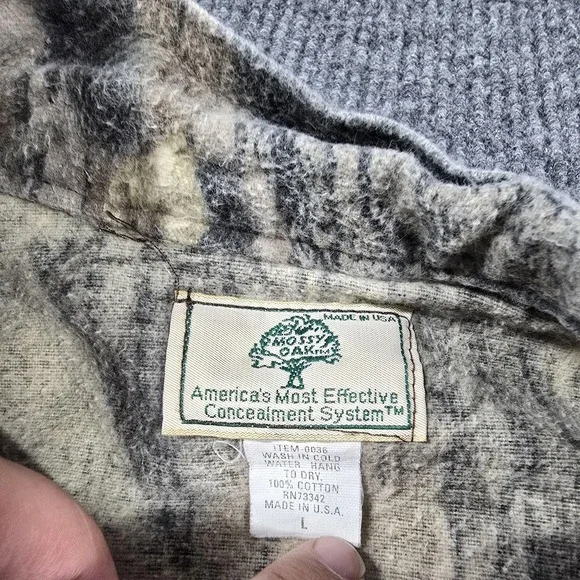 MADE IN USA
MOSSY
OAK™
America's Most Effective
Concealment System™
ITEM-0036
WASH IN COLD
WATER HANG
TO DRY.
100% COTTON
RN73342
MADE IN U.S.A.
L